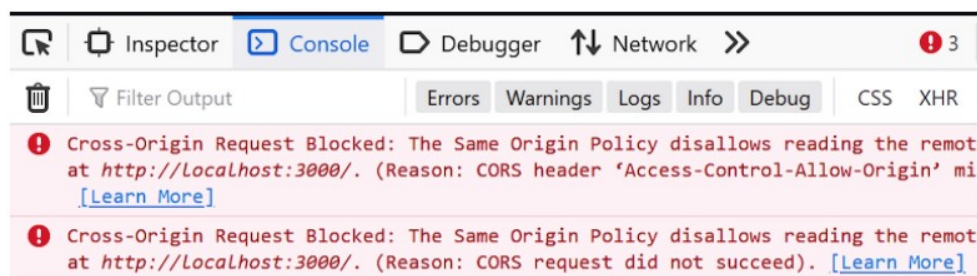 Inspector Console Debugger Network 3
Filter Output Errors Warnings Logs Info Debug CSS XHR
Cross-Origin Request Blocked: The Same Origin Policy disallows reading the
at http://localhost:3000/. (Reason: CORS header ‘Access-Control-Allow-Origin’
[Learn More]
Cross-Origin Request Blocked: The Same Origin Policy disallows reading the
at http://localhost:3000/. (Reason: CORS request did not succeed). [Learn More]